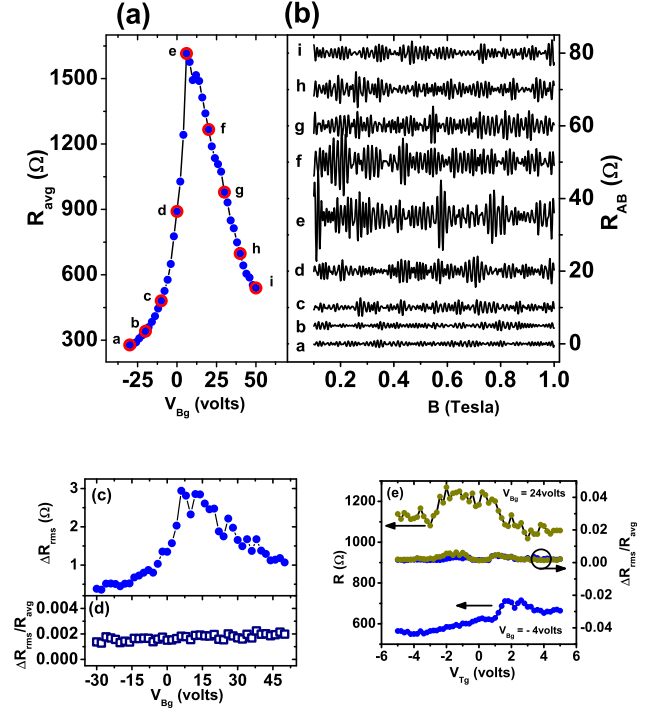 (a)
(b)
1500
1200
900
600
300
R_avg (Ω)
e
f
d
g
c
h
b
i
a
-25 0 25 50
V_Bg (volts)
i
h
g
f
e
d
c
b
a
80
60
40
20
0
R_AB (Ω)
0.2 0.4 0.6 0.8 1.0
B (Tesla)
(c)
3
2
1
ΔR_rms (Ω)
(d)
0.004
0.002
0.000
ΔR_rms/R_avg
-30 -15 0 15 30 45
V_Bg (volts)
(e)
V_Bg = 24volts
1200
1050
900
750
600
R (Ω)
0.04
0.02
0.00
-0.02
-0.04
ΔR_rms/R_avg
V_Bg = - 4volts
-6 -4 -2 0 2 4 6
V_Tg (volts)